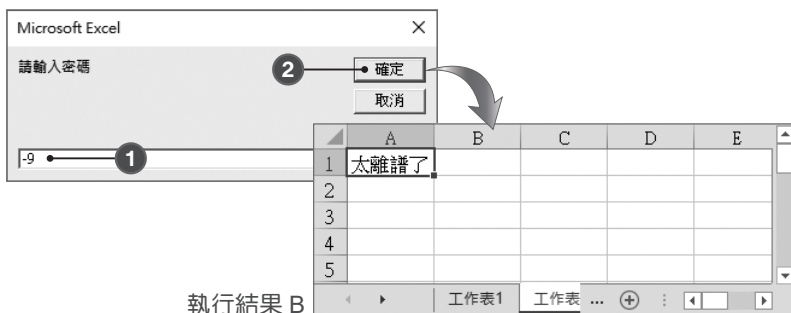 Microsoft Excel
請輸入密碼
2
確定
取消
-9
1
A B C D E
1 太離譜了
2
3
4
5
工作表1 工作表 ...
執行結果 B